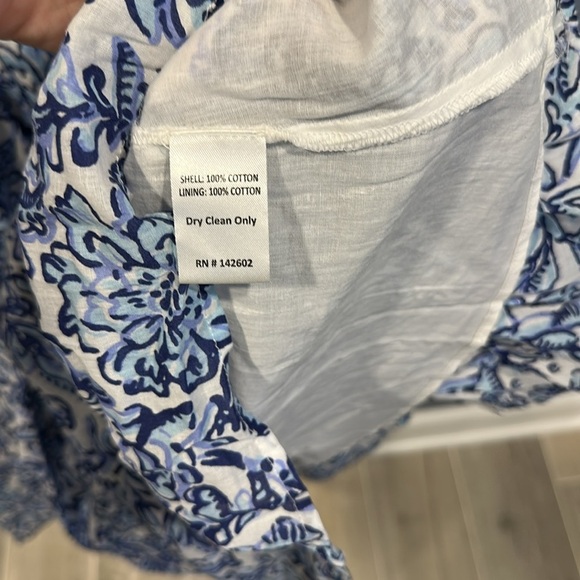 SHELL: 100% COTTON
LINING: 100% COTTON
Dry Clean Only
RN # 142602